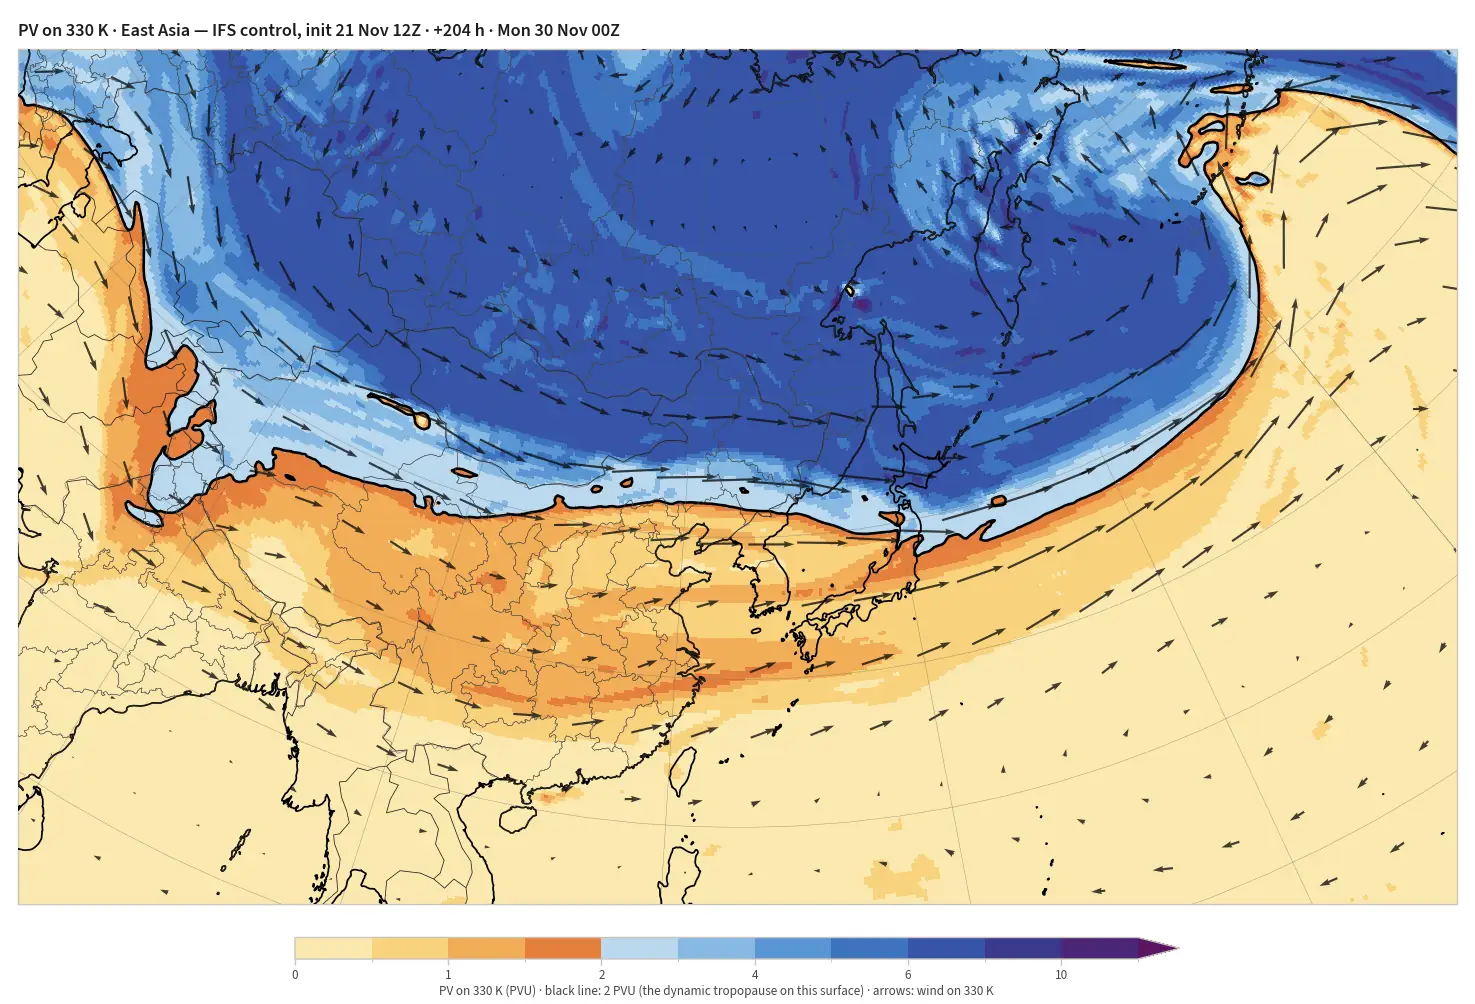 PV on 330 K · East Asia — IFS control, init 21 Nov 12Z · +204 h · Mon 30 Nov 00Z
0 1 2 4 6 10
PV on 330 K (PVU) · black line: 2 PVU (the dynamic tropopause on this surface) · arrows: wind on 330 K